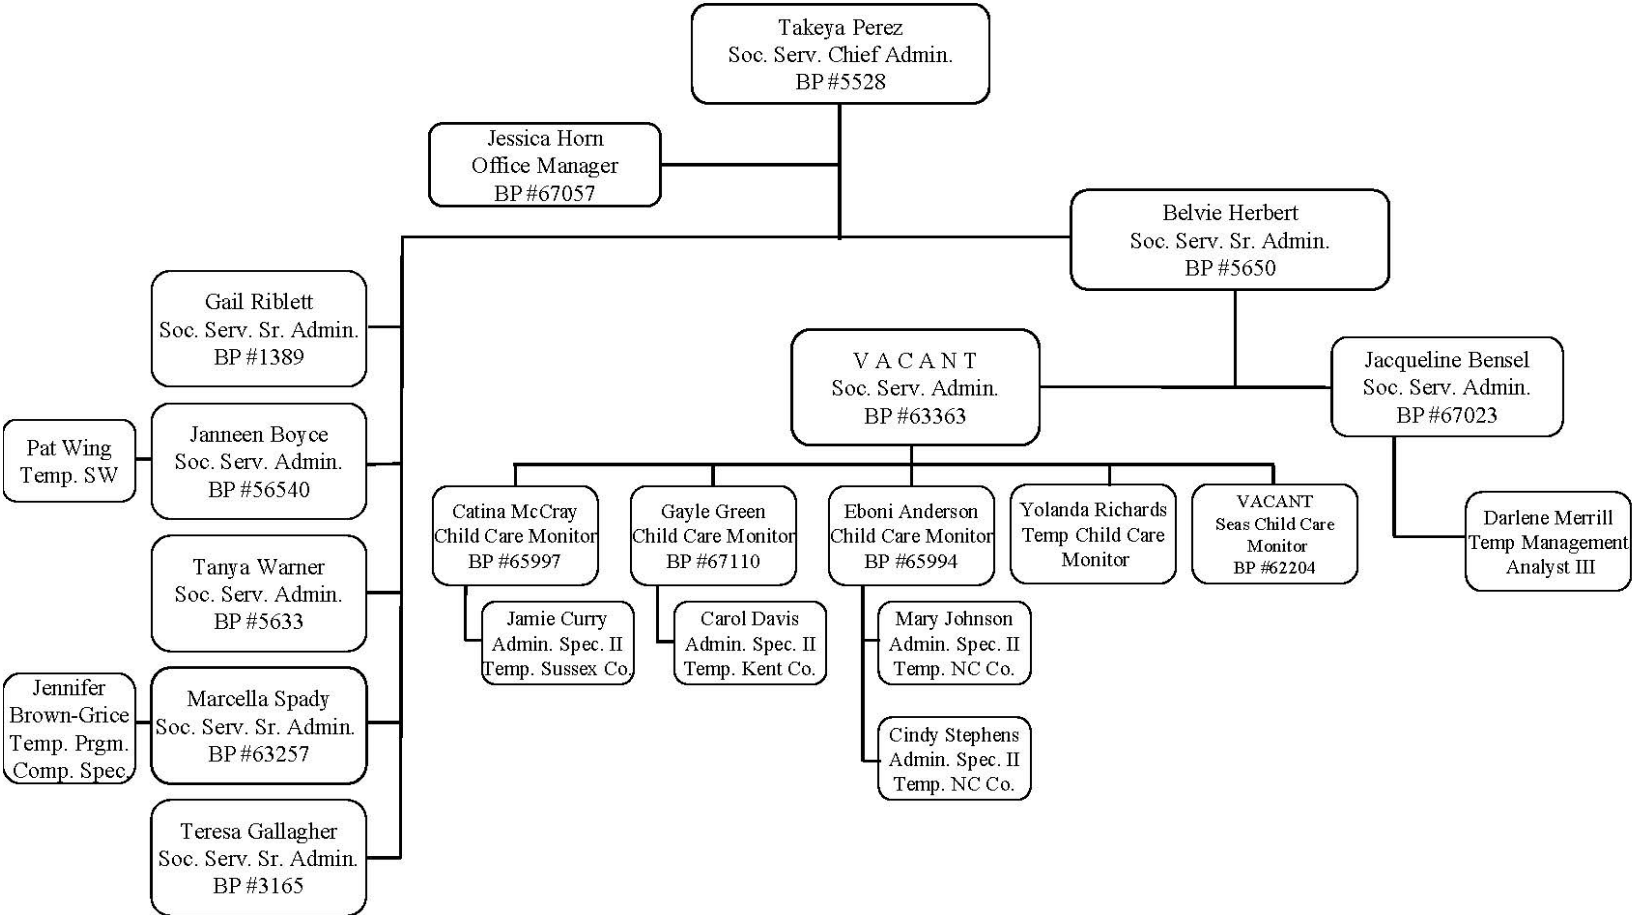 Takeya Perez
Soc. Serv. Chief Admin.
BP #5528
Jessica Horn
Office Manager
BP #67057
Belvie Herbert
Soc. Serv. Sr. Admin.
BP #5650
Gail Riblett
Soc. Serv. Sr. Admin.
BP #1389
V A C A N T
Soc. Serv. Admin.
BP #63363
Jacqueline Bensel
Soc. Serv. Admin.
BP #67023
Pat Wing
Temp. SW
Janneen Boyce
Soc. Serv. Admin.
BP #56540
Catina McCray
Child Care Monitor
BP #65997
Gayle Green
Child Care Monitor
BP #67110
Eboni Anderson
Child Care Monitor
BP #65994
Yolanda Richards
Temp Child Care
Monitor
VACANT
Seas Child Care
Monitor
BP #62204
Darlene Merrill
Temp Management
Analyst III
Tanya Warner
Soc. Serv. Admin.
BP #5633
Jamie Curry
Admin. Spec. II
Temp. Sussex Co.
Carol Davis
Admin. Spec. II
Temp. Kent Co.
Mary Johnson
Admin. Spec. II
Temp. NC Co.
Jennifer
Brown-Grice
Temp. Prgm.
Comp. Spec.
Marcella Spady
Soc. Serv. Sr. Admin.
BP #63257
Cindy Stephens
Admin. Spec. II
Temp. NC Co.
Teresa Gallagher
Soc. Serv. Sr. Admin.
BP #3165